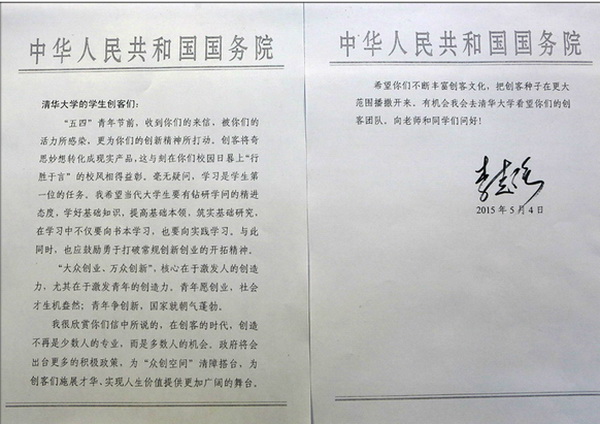 中华人民共和国国务院
清华大学的学生创客们：
“五四”青年节前，收到你们的来信，被你们的
活力所感染，更为你们的创新精神所打动。创客将奇
思妙想转化成现实产品，这与刻在你们校园日晷上“行
胜于言”的校风相得益彰。毫无疑问，学习是学生第
一位的任务。我希望当代大学生要有钻研学问的精进
态度，学好基础知识，提高基本领，筑实基础研究，
在学习中不仅要向书本学习，也要向实践学习。与此
同时，也应鼓励勇于打破常规创新创业的开拓精神。
“大众创业、万众创新”，核心在于激发人的创造
力，尤其在于激发青年的创造力。青年愿创业，社会
才生机盎然；青年争创新，国家就朝气蓬勃。
我很欣赏你们信中所说的，在创客的时代，创造
不再是少数人的专业，而是多数人的机会。政府将会
出台更多的积极政策，为“众创空间”清障搭台，为
创客们施展才华、实现人生价值提供更加广阔的舞台。
中华人民共和国国务院
希望你们不断丰富创客文化，把创客种子在更大
范围播撒开来。有机会我会去清华大学看望你们的创
客团队。向老师和同学们问好！
李克强
2015年5月4日